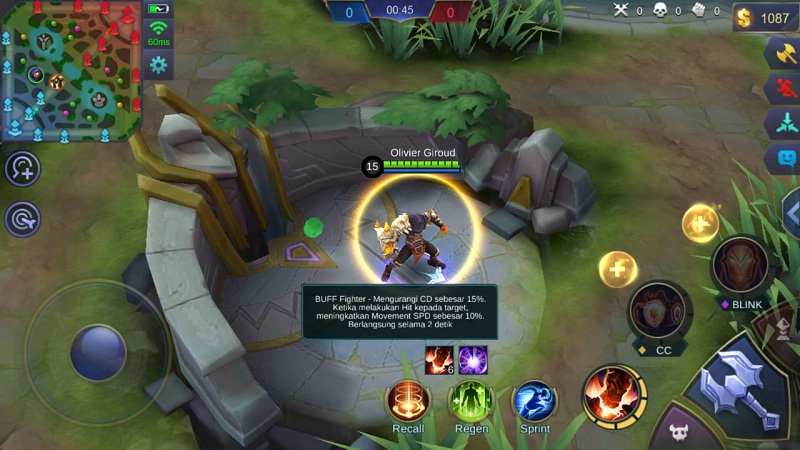 60ms
0 00:45 0
0 0 0
1087
Olivier Giroud
15
BUFF Fighter - Mengurangi CD sebesar 15%.
Ketika melakukan Hit kepada target,
meningkatkan Movement SPD sebesar 10%.
Berlangsung selama 2 detik
BLINK
CC
6
Recall
Regen
Sprint